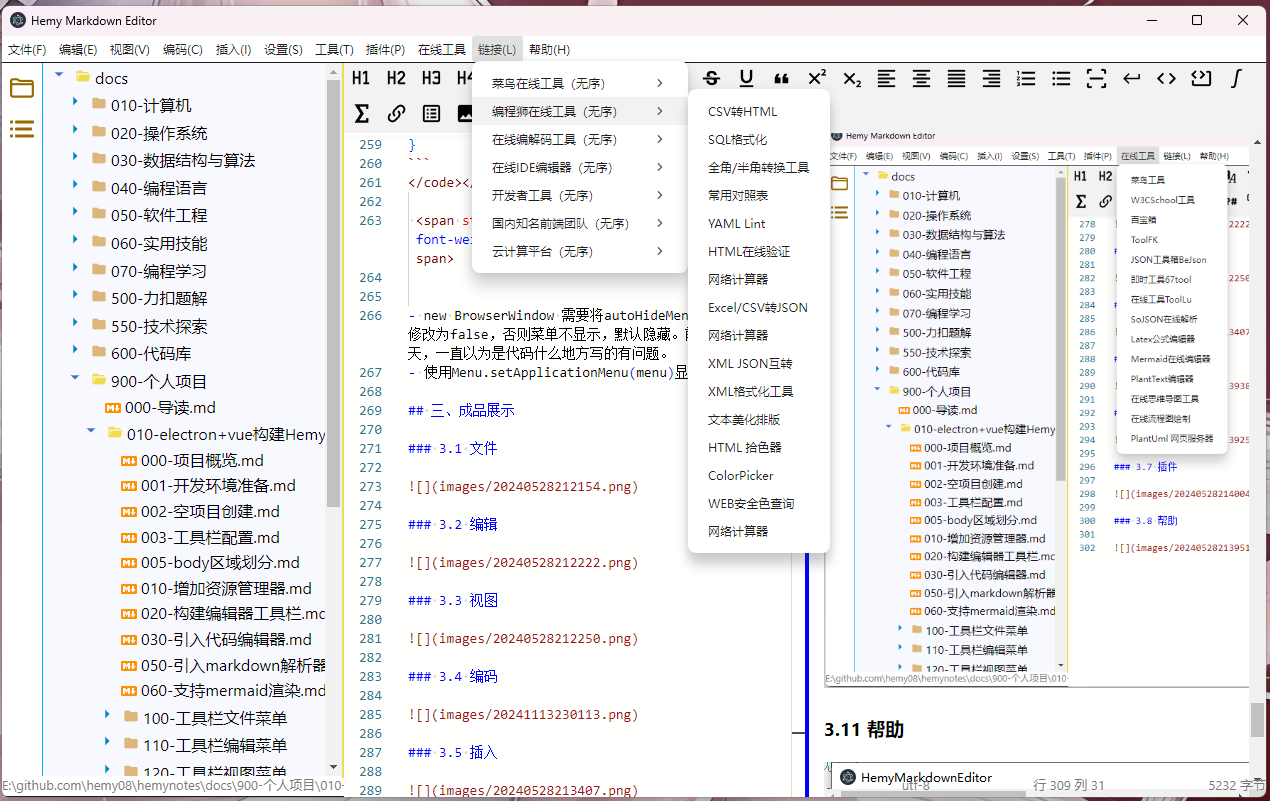 Hemy Markdown Editor
文件(F) 编辑(E) 视图(V) 编码(C) 插入(I) 设置(S) 工具(T) 插件(P) 在线工具 链接(L) 帮助(H)
docs
010-计算机
020-操作系统
030-数据结构与算法
040-编程语言
050-软件工程
060-实用技能
070-编程学习
500-力扣题解
550-技术探索
600-代码库
900-个人项目
000-导读.md
010-electron+vue构建Hemy
000-项目概览.md
001-开发环境准备.md
002-空项目创建.md
003-工具栏配置.md
005-body区域划分.md
010-增加资源管理器.md
020-构建编辑器工具栏.mc
030-引入代码编辑器.md
050-引入markdown解析器
060-支持mermaid渲染.md
100-工具栏文件菜单
110-工具栏编辑菜单
120-工具栏视图菜单
E:\github.com\hemy08\hemynotes\docs\900-个人项目\010-
H1 H2 H3 H4
259 }
260 ```
261 </code></
262
263 <span st
font-wei
span>
264
265
266 - new BrowserWindow 需要将autoHideMen
修改为false，否则菜单不显示，默认隐藏。
天，一直以为是代码什么地方写的有问题。
267 - 使用Menu.setApplicationMenu(menu)显
268
269 ## 三、成品展示
270
271 ### 3.1 文件
272
273 ![](images/20240528212154.png)
274
275 ### 3.2 编辑
276
277 ![](images/20240528212222.png)
278
279 ### 3.3 视图
280
281 ![](images/20240528212250.png)
282
283 ### 3.4 编码
284
285 ![](images/20241113230113.png)
286
287 ### 3.5 插入
288
289 ![](images/20240528213407.png)
菜鸟在线工具（无序）
编程狮在线工具（无序）
在线编解码工具（无序）
在线IDE编辑器（无序）
开发者工具（无序）
国内知名前端团队（无序）
云计算平台（无序）
CSV转HTML
SQL格式化
全角/半角转换工具
常用对照表
YAML Lint
HTML在线验证
网络计算器
Excel/CSV转JSON
网络计算器
XML JSON互转
XML格式化工具
文本美化排版
HTML 拾色器
ColorPicker
WEB安全色查询
网络计算器
Hemy Markdown Editor
文件(F) 编辑(E) 视图(V) 编码(C) 插入(I) 设置(S) 工具(T) 插件(P) 在线工具 链接(L) 帮助(H)
docs
010-计算机
020-操作系统
030-数据结构与算法
040-编程语言
050-软件工程
060-实用技能
070-编程学习
500-力扣题解
550-技术探索
600-代码库
900-个人项目
000-导读.md
010-electron+vue构建Hemy
000-项目概览.md
001-开发环境准备.md
002-空项目创建.md
003-工具栏配置.md
005-body区域划分.md
010-增加资源管理器.md
020-构建编辑器工具栏.mc
030-引入代码编辑器.md
050-引入markdown解析器
060-支持mermaid渲染.md
100-工具栏文件菜单
110-工具栏编辑菜单
120-工具栏视图菜单
E:\github.com\hemy08\hemynotes\docs\900-个人项目\010-
H1 H2
菜鸟工具
W3CSchool工具
百宝箱
ToolFK
JSON工具箱BeJson
即时工具67tool
在线工具ToolLu
SoJSON在线解析
Latex公式编辑器
Mermaid在线编辑器
PlantText编辑器
在线思维导图工具
在线流程图绘制
PlantUml 网页服务器
278
279
280
281
282
283
284
285
286
287
288
289
290
291
292
293
294
295
296 ### 3.7 插件
297
298 ![](images/20240528214004
299
300 ### 3.8 帮助
301
302 ![](images/20240528213951
3.11 帮助
HemyMarkdownEditor
utf-8
行 309 列 31
5232 字节